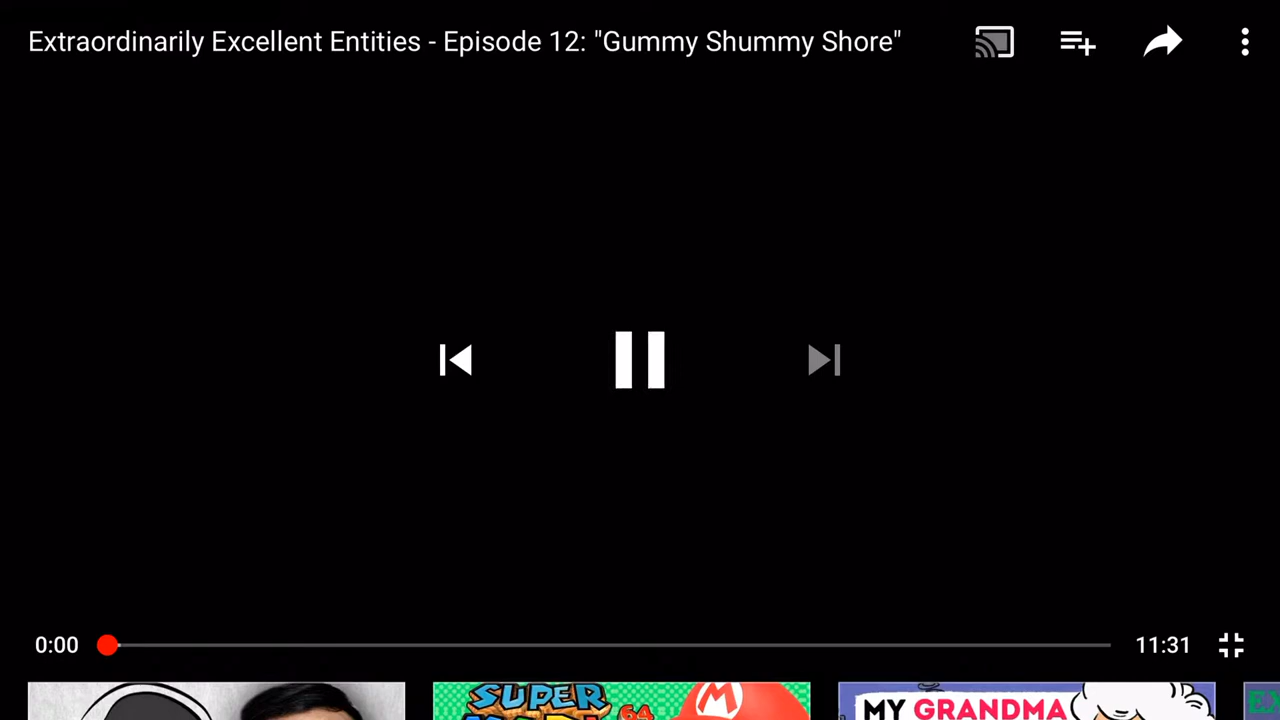 Extraordinarily Excellent Entities - Episode 12: "Gummy Shummy Shore"
0:00
11:31
SUPER
64
M
MY GRANDMA